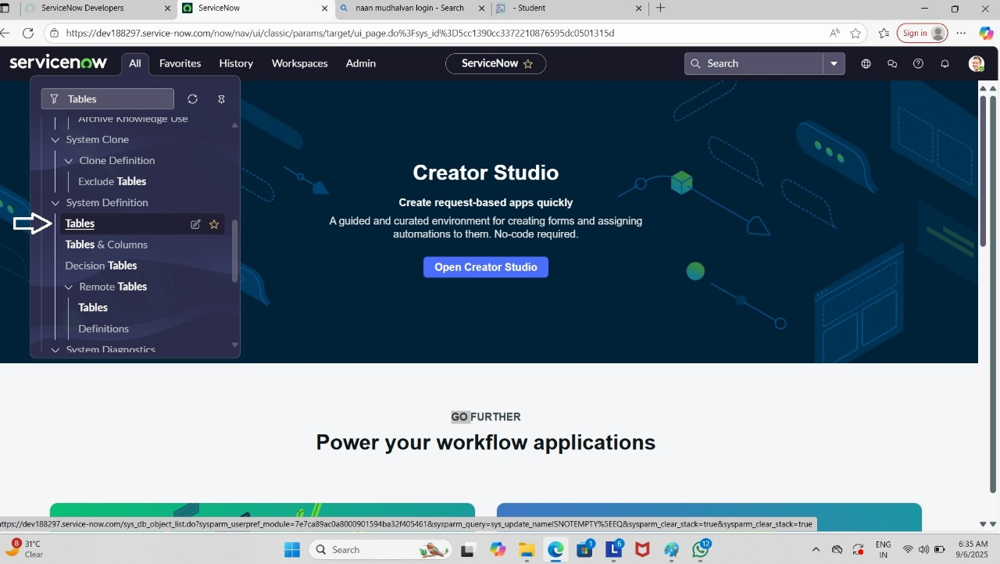 ServiceNow Developers
ServiceNow
naan mudhalvan login - Search
- Student
https://dev188297.service-now.com/now/nav/ui/classic/params/target/ui_page.do%3Fsys_id%3D5cc1390cc3372210876595dc0501315d
Sign in
servicenow
All
Favorites
History
Workspaces
Admin
ServiceNow
Search
Tables
Archive Knowledge Use
System Clone
Clone Definition
Exclude Tables
System Definition
Tables
Tables & Columns
Decision Tables
Remote Tables
Tables
Definitions
System Diagnostics
Creator Studio
Create request-based apps quickly
A guided and curated environment for creating forms and assigning
automations to them. No-code required.
Open Creator Studio
GO FURTHER
Power your workflow applications
ttps://dev188297.service-now.com/sys_db_object_list.do?sysparm_userpref_module=7e7ca89ac0a8000901594ba32f405461&sysparm_query=sys_update_nameISNOTEMPTY%5EEQ&sysparm_clear_stack=true&sysparm_clear_stack=true
8
31°C
Clear
Search
1
6
12
ENG
IN
6:35 AM
9/6/2025